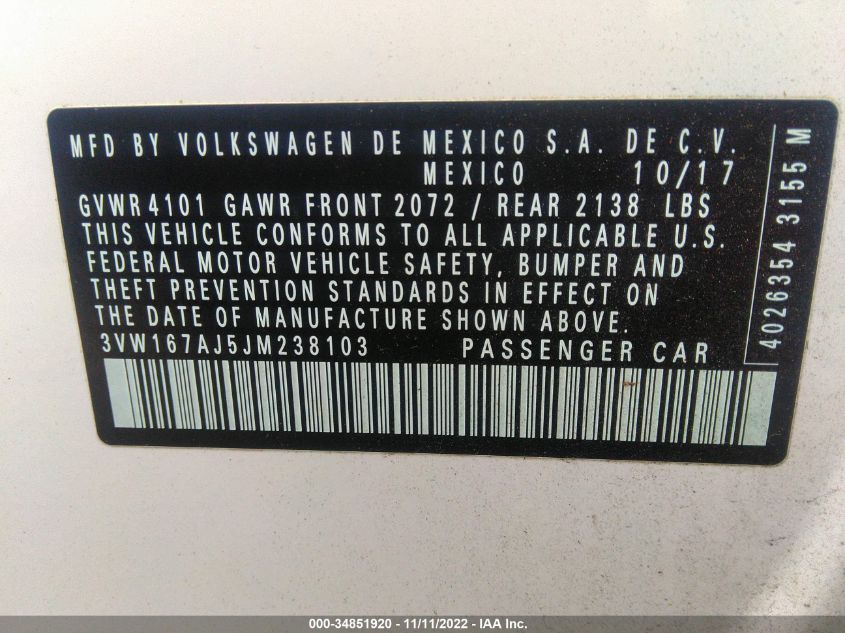 MFD BY VOLKSWAGEN DE MEXICO S.A. DE C.V.
MEXICO 10/17
GVWR 4101 GAWR FRONT 2072 / REAR 2138 LBS
THIS VEHICLE CONFORMS TO ALL APPLICABLE U.S.
FEDERAL MOTOR VEHICLE SAFETY, BUMPER AND
THEFT PREVENTION STANDARDS IN EFFECT ON
THE DATE OF MANUFACTURE SHOWN ABOVE.
3VW167AJ5JM238103 PASSENGER CAR
4026354 3155 M
000-34851920 - 11/11/2022 - IAA Inc.